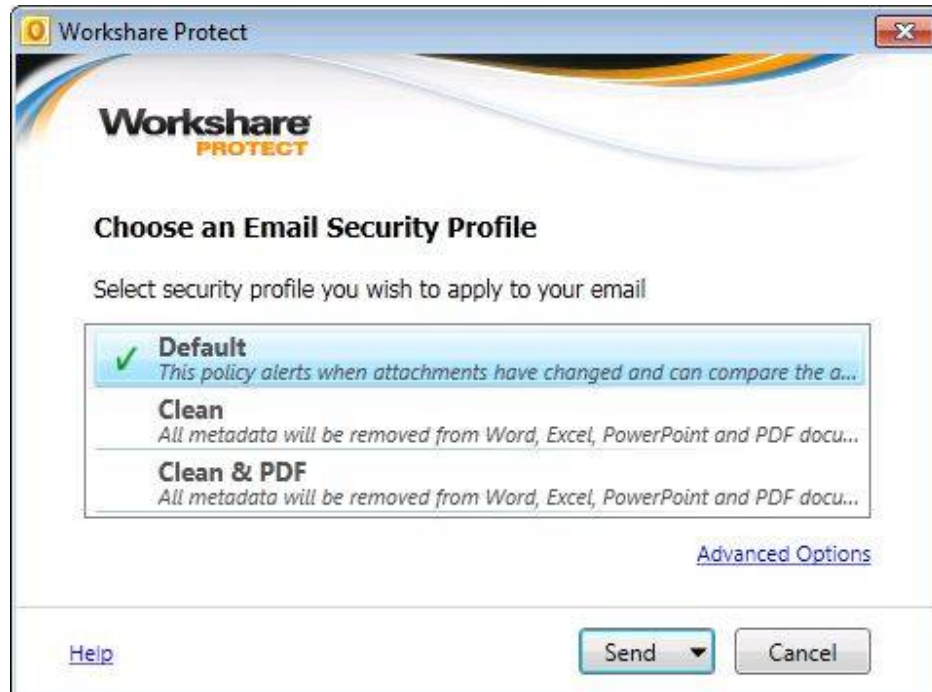 Workshare Protect
Workshare
PROTECT
Choose an Email Security Profile
Select security profile you wish to apply to your email
Default
This policy alerts when attachments have changed and can compare the a...
Clean
All metadata will be removed from Word, Excel, PowerPoint and PDF docu...
Clean & PDF
All metadata will be removed from Word, Excel, PowerPoint and PDF docu...
Advanced Options
Help
Send
Cancel